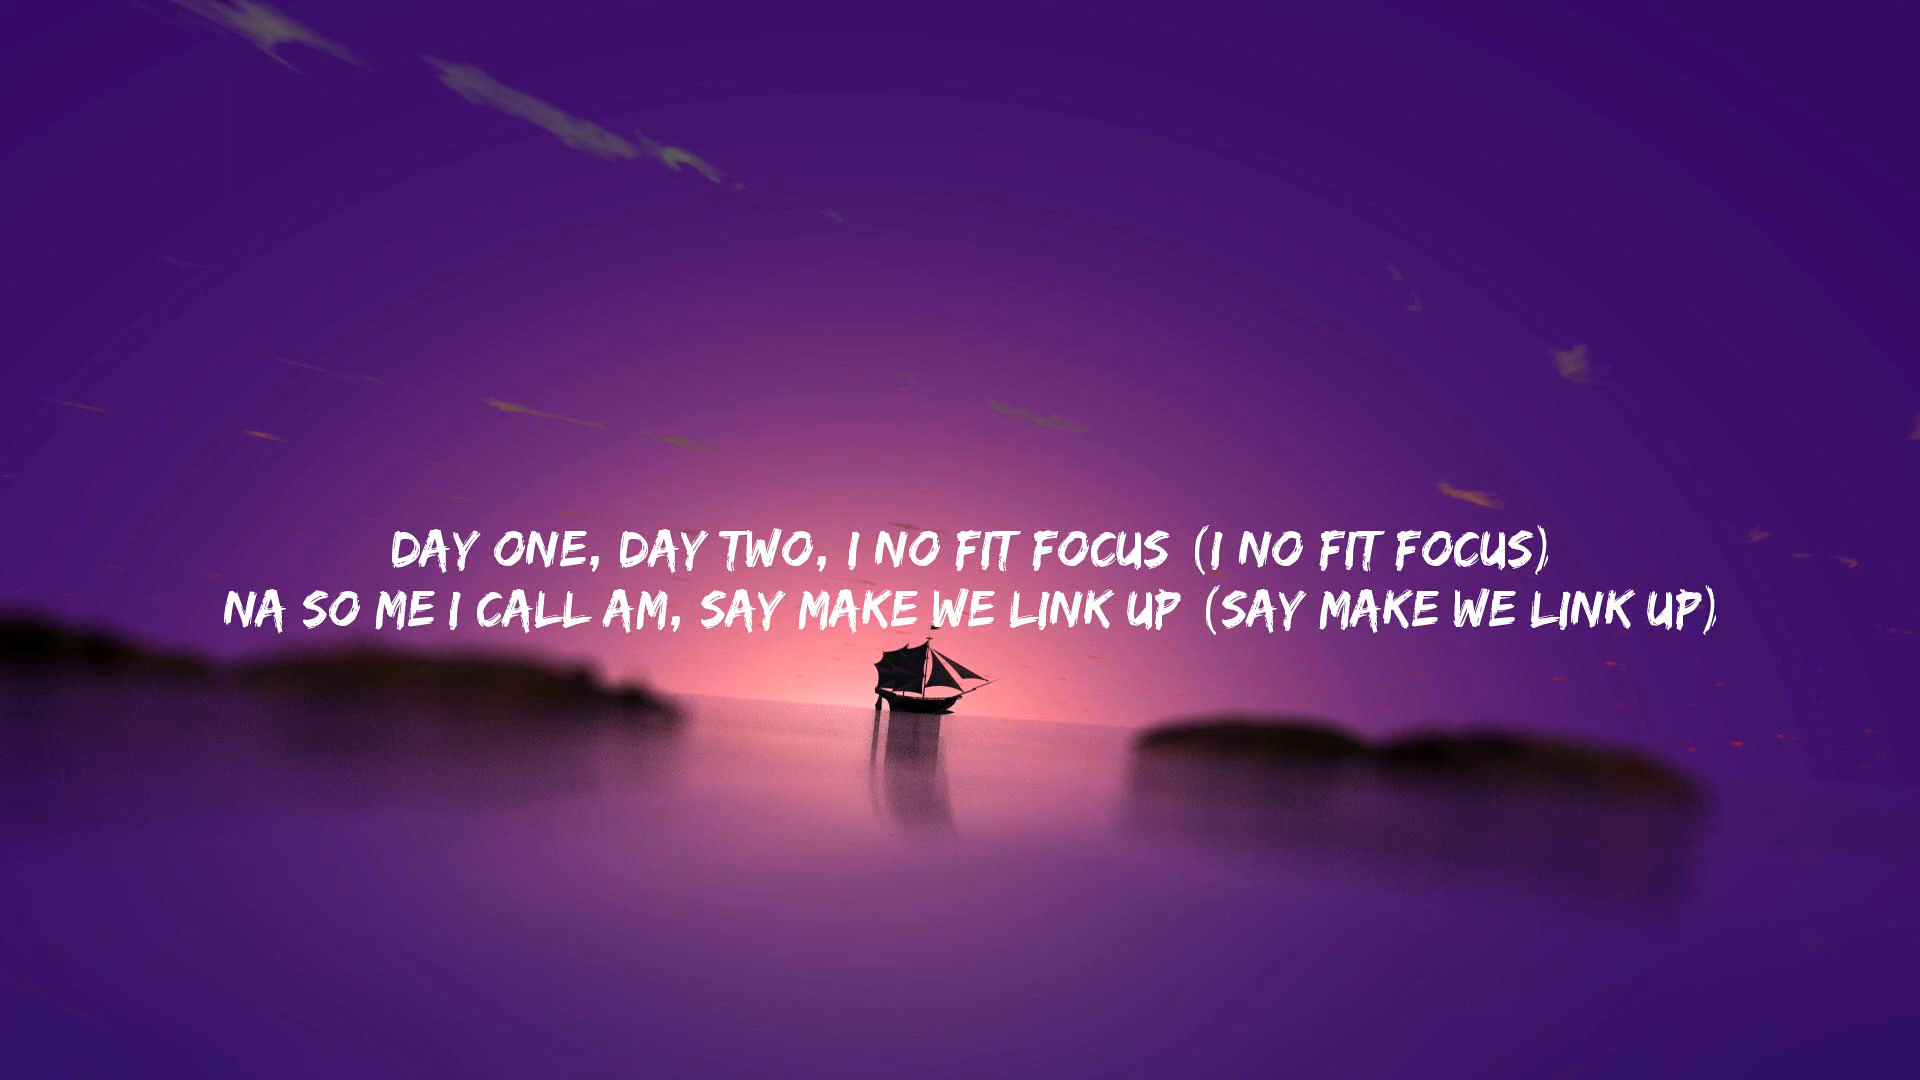 DAY ONE, DAY TWO, I NO FIT FOCUS (I NO FIT FOCUS)
NA SO ME I CALL AM, SAY MAKE WE LINK UP (SAY MAKE WE LINK UP)